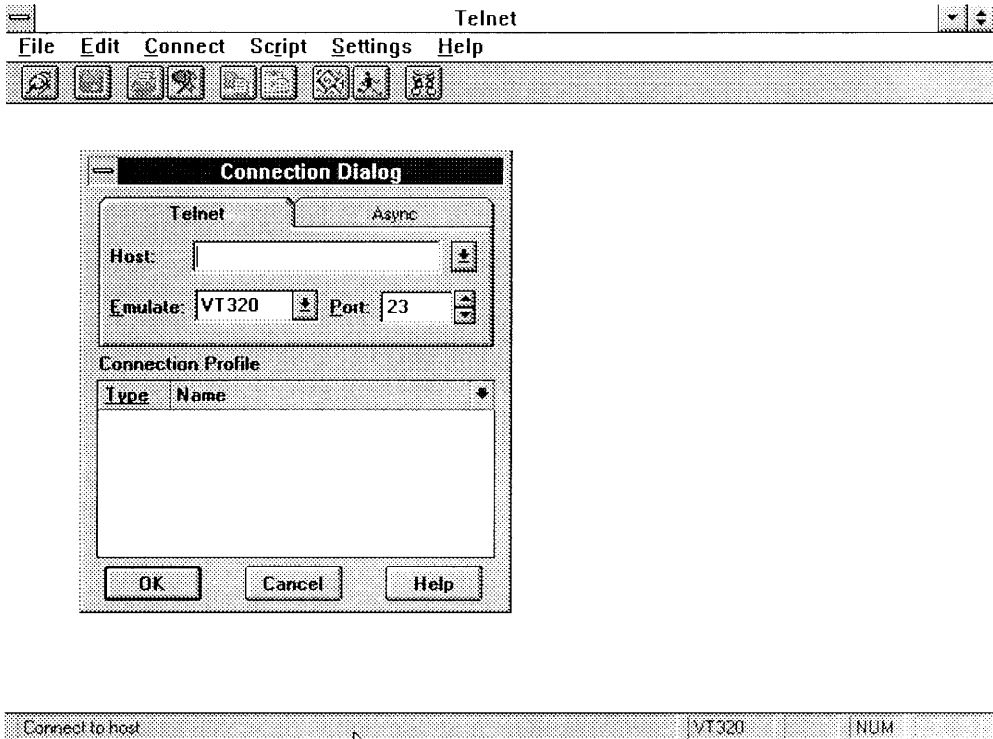 Telnet
File Edit Connect Script Settings Help
Connection Dialog
Telnet Async
Host:
Emulate: VT320 Port: 23
Connection Profile
Type Name
OK Cancel Help
Connect to host VT320 NUM